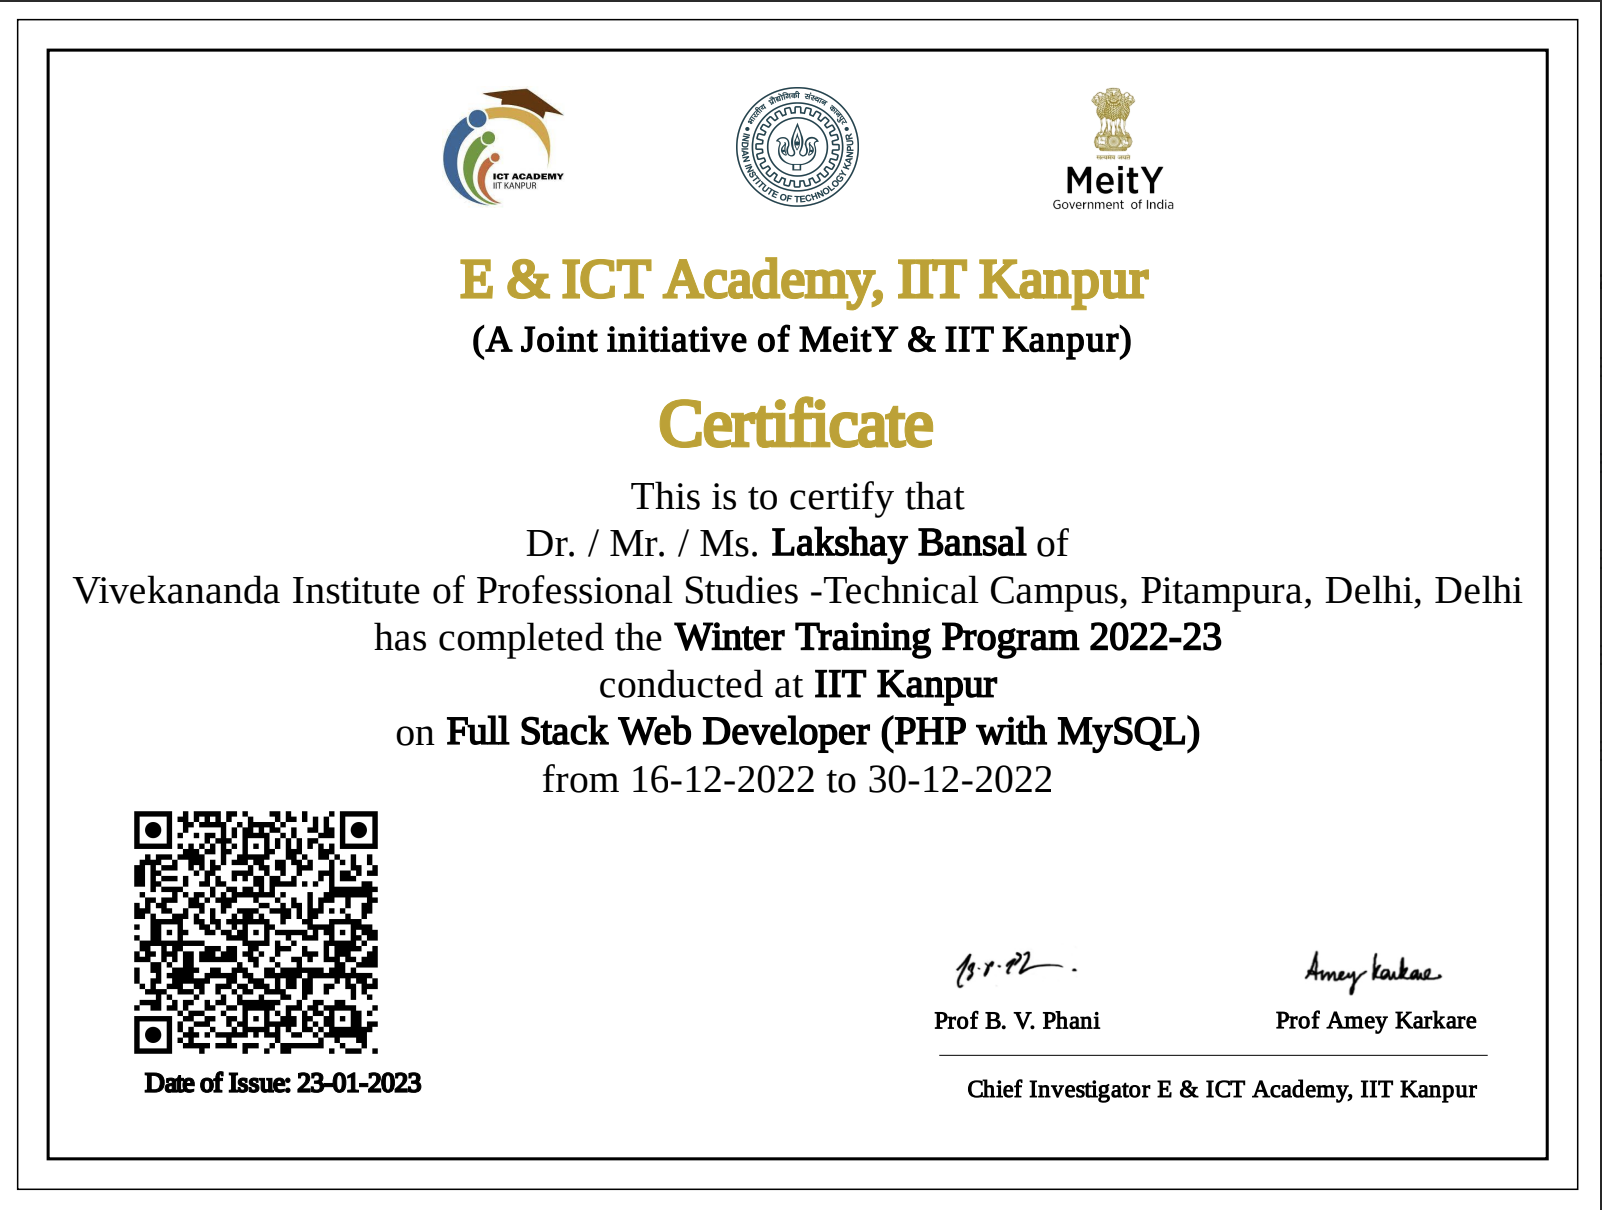 ICT ACADEMY
IIT KANPUR
भारतीय प्रौद्योगिकी संस्थान कानपुर
INDIAN INSTITUTE OF TECHNOLOGY KANPUR
सत्यमेव जयते
MeitY
Government of India
E & ICT Academy, IIT Kanpur
(A Joint initiative of MeitY & IIT Kanpur)
Certificate
This is to certify that
Dr. / Mr. / Ms. Lakshay Bansal of
Vivekananda Institute of Professional Studies -Technical Campus, Pitampura, Delhi, Delhi
has completed the Winter Training Program 2022-23
conducted at IIT Kanpur
on Full Stack Web Developer (PHP with MySQL)
from 16-12-2022 to 30-12-2022
Amey Karkare
Prof B. V. Phani
Prof Amey Karkare
Date of Issue: 23-01-2023
Chief Investigator E & ICT Academy, IIT Kanpur